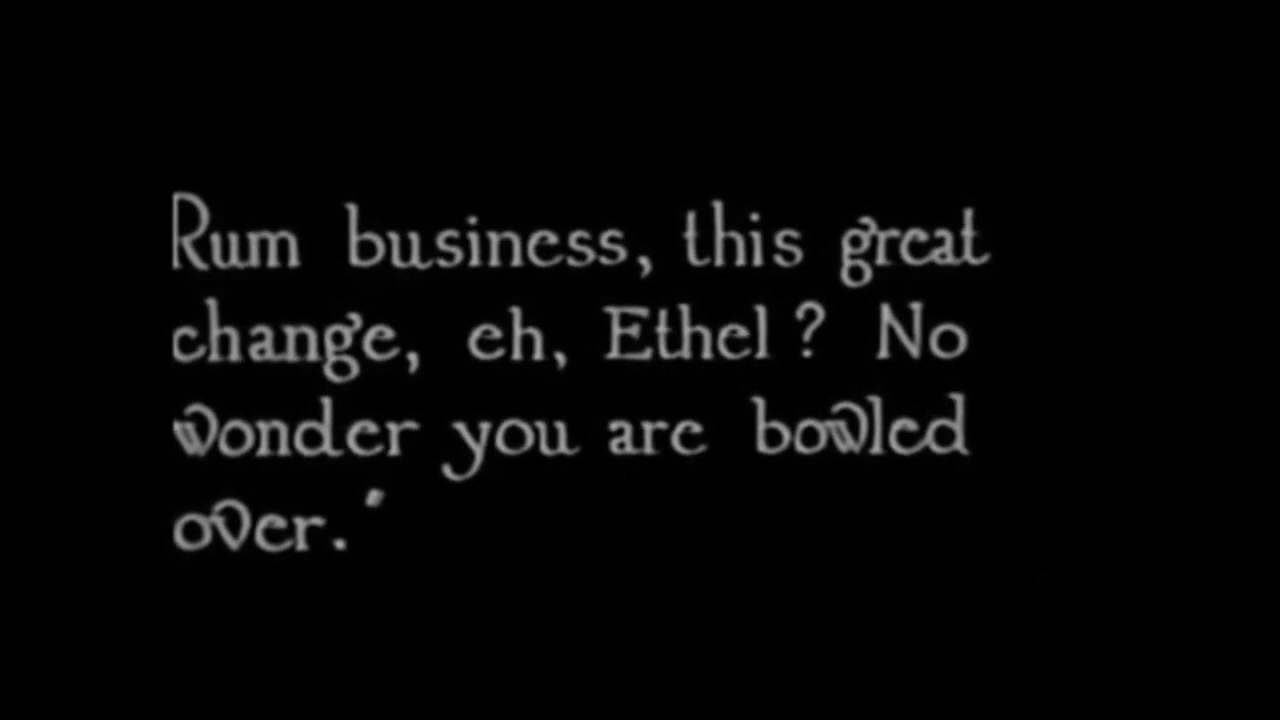 Rum business, this great
change, eh, Ethel ? No
wonder you are bowled
over.'